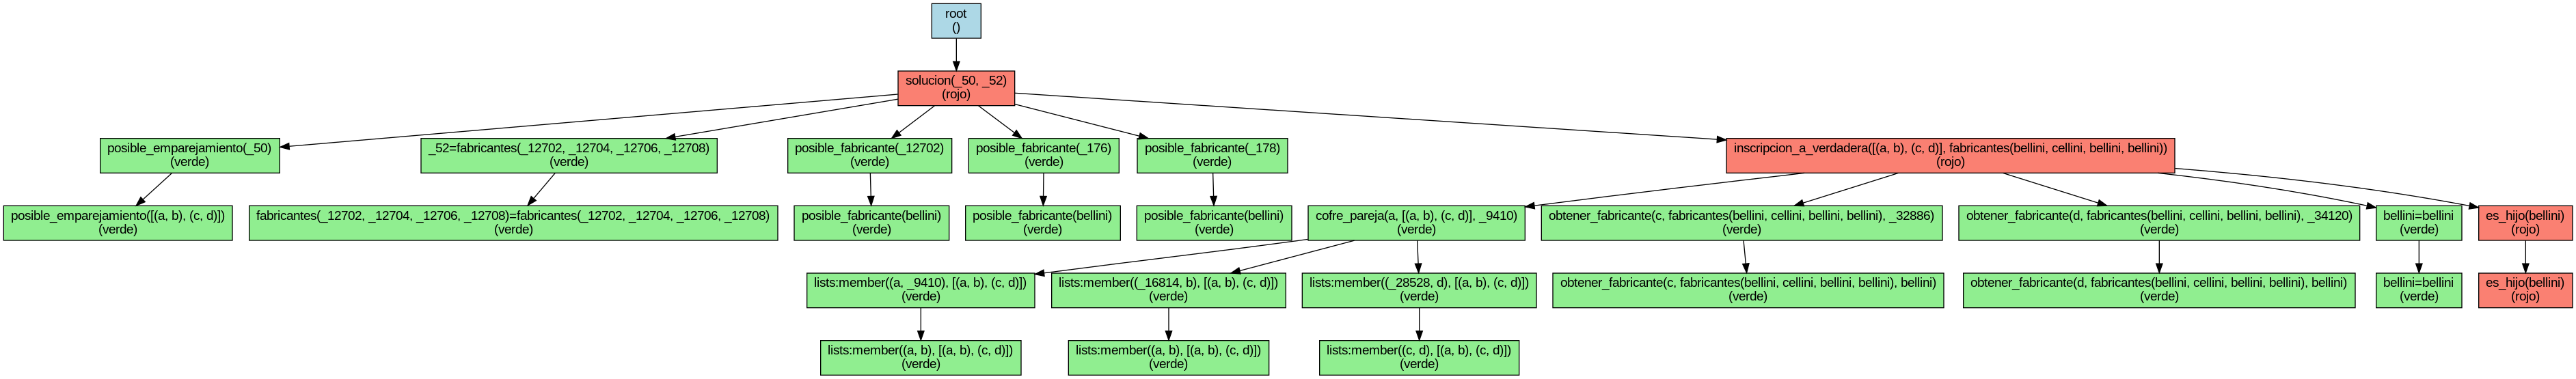 root
()
solucion(_50, _52)
(rojo)
posible_emparejamiento(_50)
(verde)
_52=fabricantes(_12702, _12704, _12706, _12708)
(verde)
posible_fabricante(_12702)
(verde)
posible_fabricante(_176)
(verde)
posible_fabricante(_178)
(verde)
inscripcion_a_verdadera([(a, b), (c, d)], fabricantes(bellini, cellini, bellini, bellini))
(rojo)
posible_emparejamiento([(a, b), (c, d)])
(verde)
fabricantes(_12702, _12704, _12706, _12708)=fabricantes(_12702, _12704, _12706, _12708)
(verde)
posible_fabricante(bellini)
(verde)
posible_fabricante(bellini)
(verde)
posible_fabricante(bellini)
(verde)
cofre_pareja(a, [(a, b), (c, d)], _9410)
(verde)
obtener_fabricante(c, fabricantes(bellini, cellini, bellini, bellini), _32886)
(verde)
obtener_fabricante(d, fabricantes(bellini, cellini, bellini, bellini), _34120)
(verde)
bellini=bellini
(verde)
es_hijo(bellini)
(rojo)
lists:member((a, _9410), [(a, b), (c, d)])
(verde)
lists:member((_16814, b), [(a, b), (c, d)])
(verde)
lists:member((_28528, d), [(a, b), (c, d)])
(verde)
obtener_fabricante(c, fabricantes(bellini, cellini, bellini, bellini), bellini)
(verde)
obtener_fabricante(d, fabricantes(bellini, cellini, bellini, bellini), bellini)
(verde)
bellini=bellini
(verde)
es_hijo(bellini)
(rojo)
lists:member((a, b), [(a, b), (c, d)])
(verde)
lists:member((a, b), [(a, b), (c, d)])
(verde)
lists:member((c, d), [(a, b), (c, d)])
(verde)